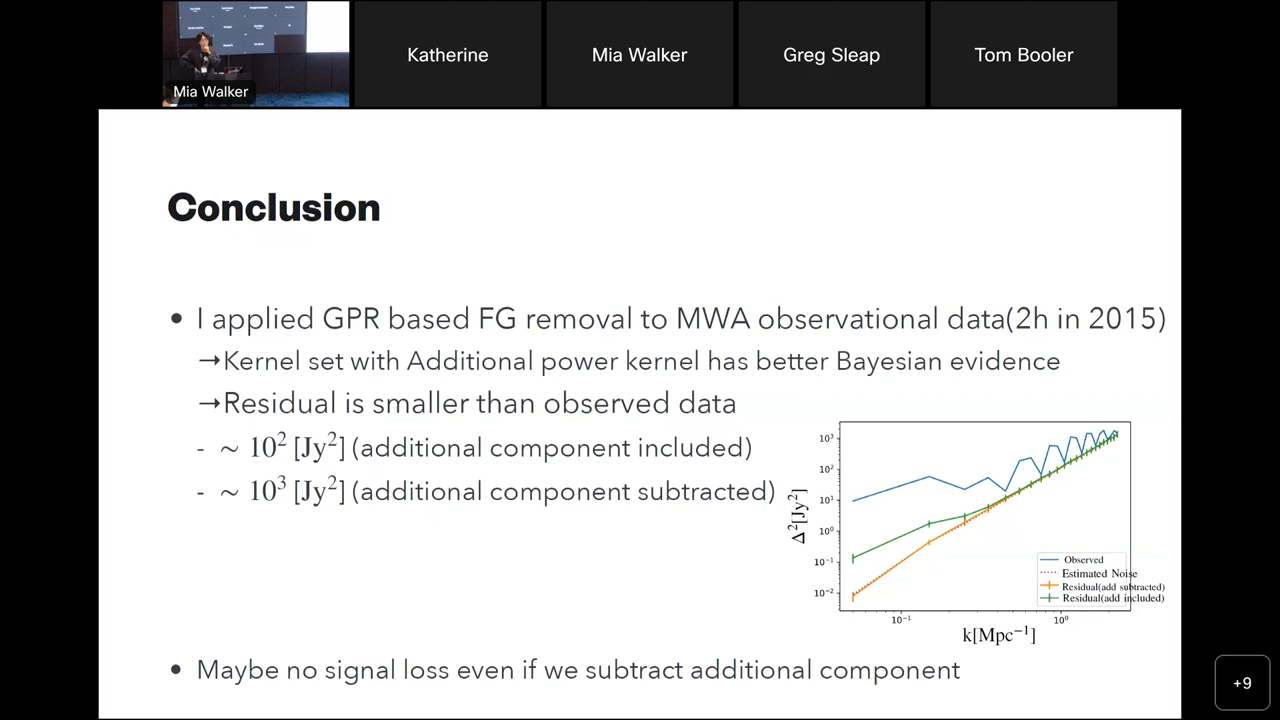 Mia Walker
Katherine
Mia Walker
Greg Sleap
Tom Booler
Conclusion
• I applied GPR based FG removal to MWA observational data(2h in 2015)
→Kernel set with Additional power kernel has better Bayesian evidence
→Residual is smaller than observed data
- ~ 10² [Jy²] (additional component included)
- ~ 10³ [Jy²] (additional component subtracted)
Δ²[Jy²]
10³
10²
10¹
10⁰
10⁻¹
10⁻²
Observed
Estimated Noise
Residual(add subtracted)
Residual(add included)
10⁻¹
10⁰
k[Mpc⁻¹]
• Maybe no signal loss even if we subtract additional component
+9